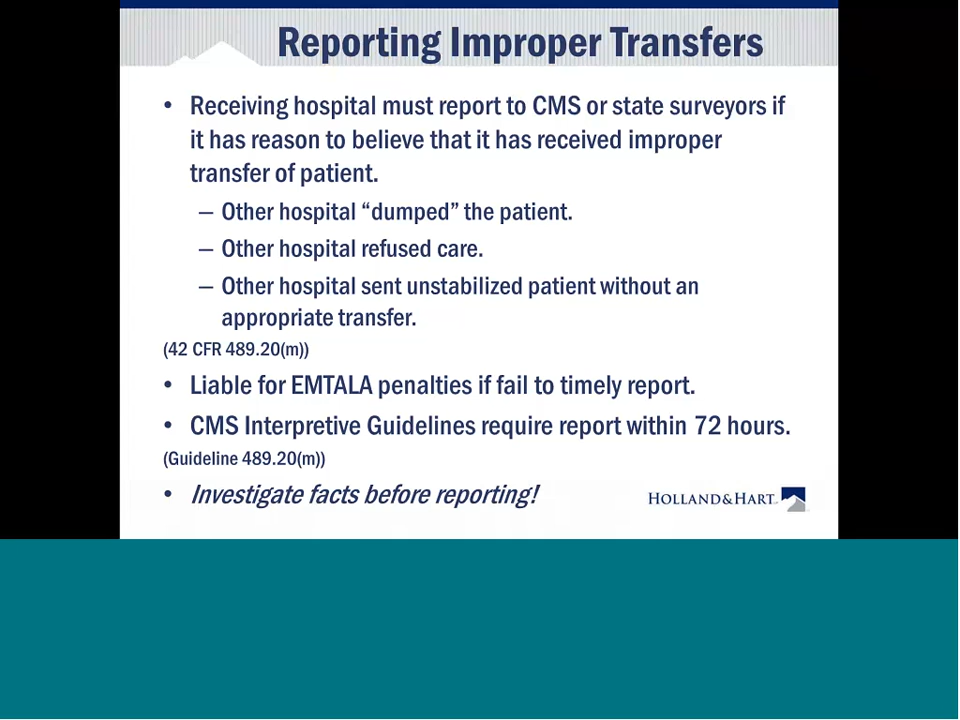 Reporting Improper Transfers
• Receiving hospital must report to CMS or state surveyors if
it has reason to believe that it has received improper
transfer of patient.
– Other hospital “dumped” the patient.
– Other hospital refused care.
– Other hospital sent unstabilized patient without an
appropriate transfer.
(42 CFR 489.20(m))
• Liable for EMTALA penalties if fail to timely report.
• CMS Interpretive Guidelines require report within 72 hours.
(Guideline 489.20(m))
• Investigate facts before reporting!
HOLLAND&HART